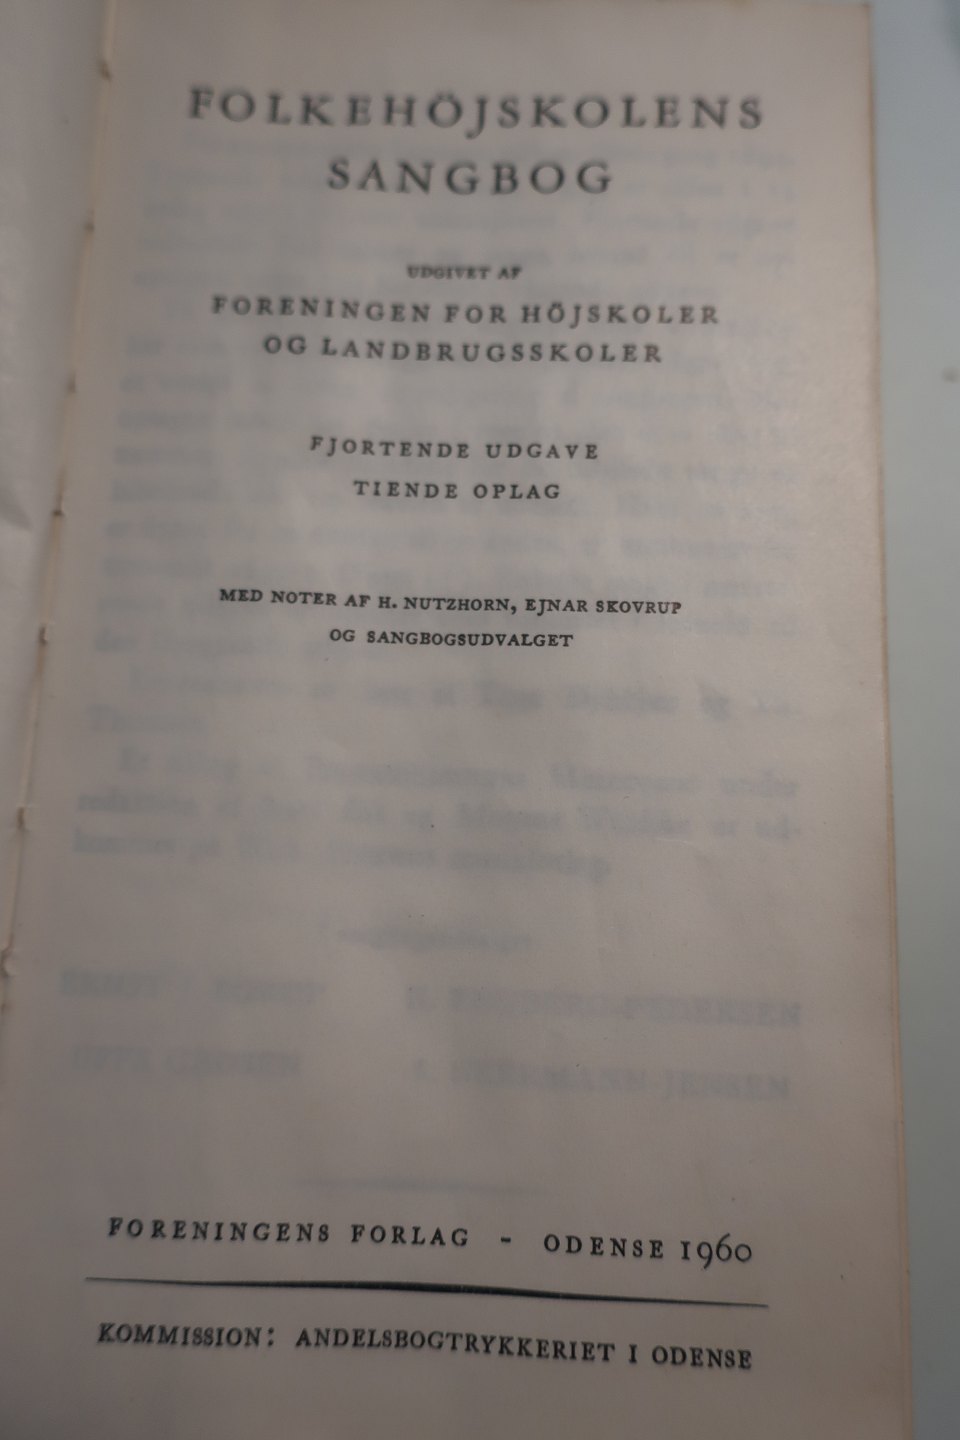 FOLKEHÖJSKOLENS
SANGBOG
UDGIVET AF
FORENINGEN FOR HÖJSKOLER
OG LANDBRUGSSKOLER
FJORTENDE UDGAVE
TIENDE OPLAG
MED NOTER AF H. NUTZHORN, EJNAR SKOVRUP
OG SANGBOGSUDVALGET
FORENINGENS FORLAG - ODENSE 1960
KOMMISSION: ANDELSBOGTRYKKERIET I ODENSE